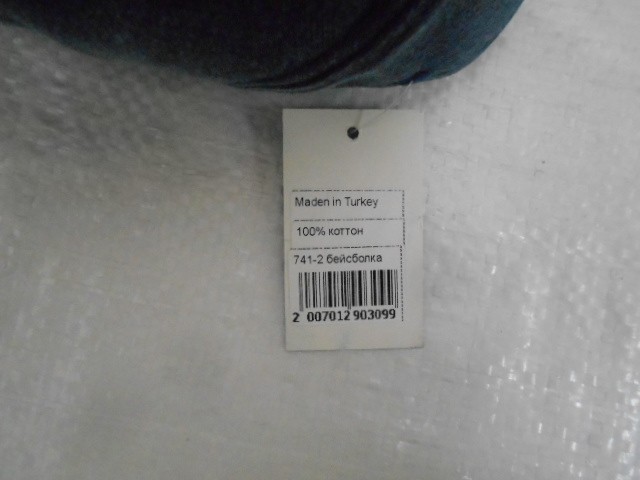 Maden in Turkey
100% коттон
741-2 бейсболка
2 007012 903099